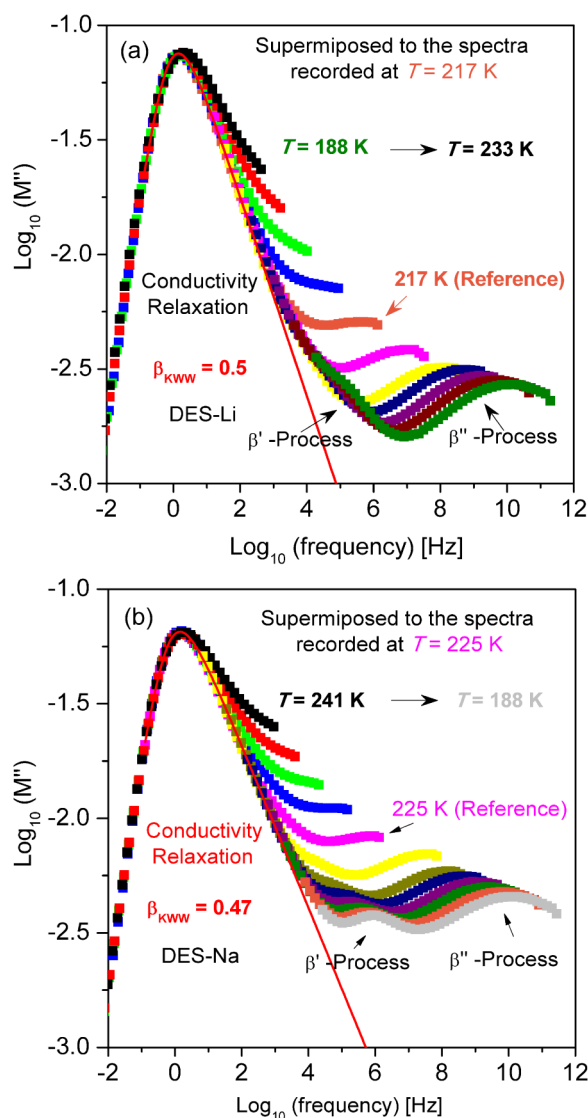 (a)
Supermiposed to the spectra
recorded at T = 217 K
T = 188 K → T = 233 K
Log10 (M'')
-1.0
-1.5
-2.0
-2.5
-3.0
Conductivity
Relaxation
217 K (Reference)
βKWW = 0.5
DES-Li
β' -Process
β'' -Process
-2 0 2 4 6 8 10 12
Log10 (frequency) [Hz]
(b)
Supermiposed to the spectra
recorded at T = 225 K
T = 241 K → T = 188 K
Log10 (M'')
-1.0
-1.5
-2.0
-2.5
-3.0
225 K (Reference)
Conductivity
Relaxation
βKWW = 0.47
DES-Na
β' -Process
β'' -Process
-2 0 2 4 6 8 10 12
Log10 (frequency) [Hz]